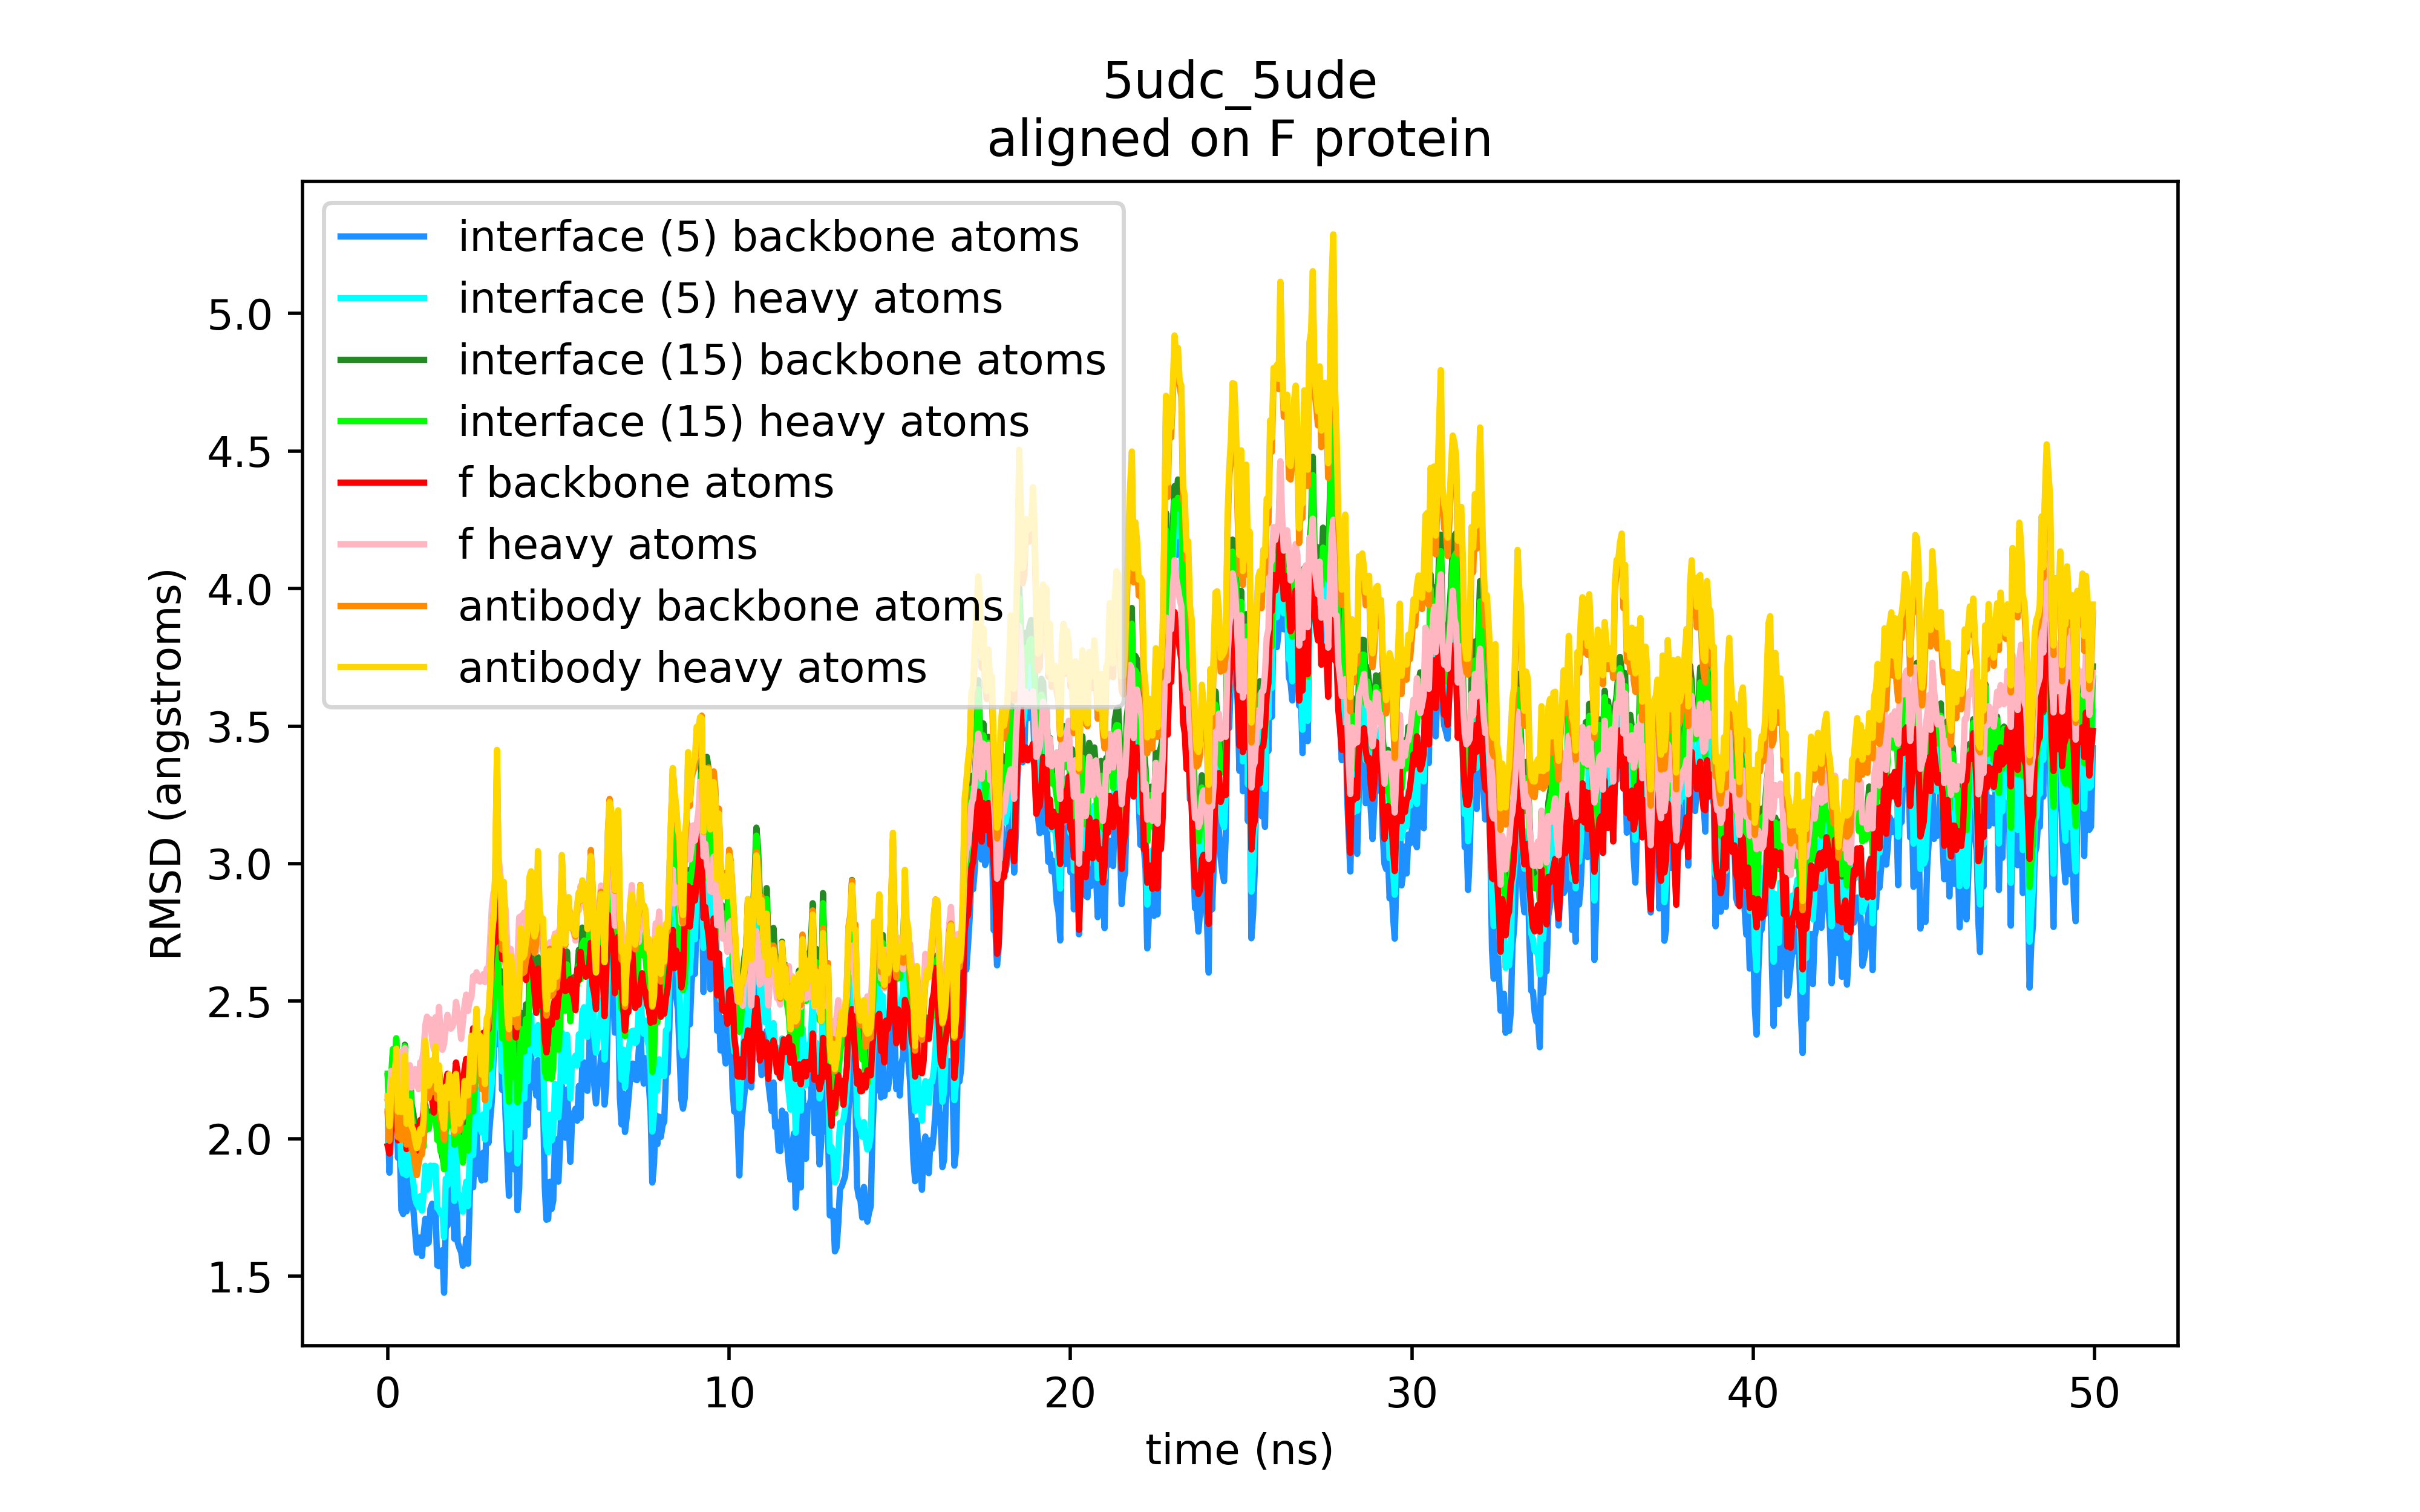 5udc_5ude
aligned on F protein
interface (5) backbone atoms
interface (5) heavy atoms
interface (15) backbone atoms
interface (15) heavy atoms
f backbone atoms
f heavy atoms
antibody backbone atoms
antibody heavy atoms
RMSD (angstroms)
5.0
4.5
4.0
3.5
3.0
2.5
2.0
1.5
0 10 20 30 40 50
time (ns)